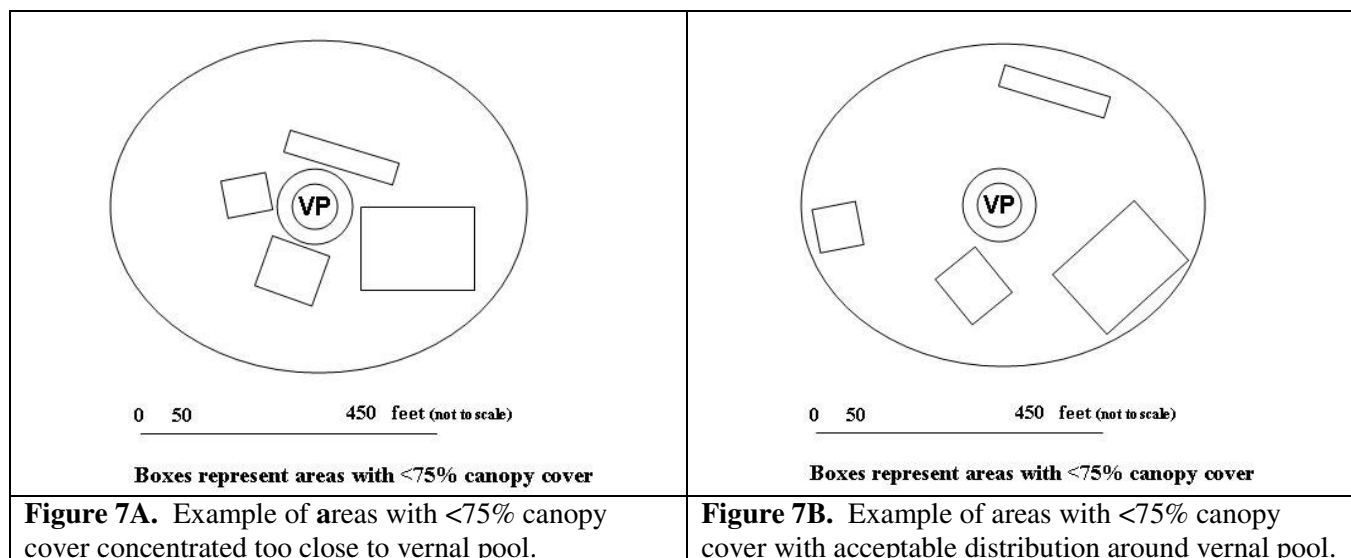 VP
0 50 450 feet (not to scale)
Boxes represent areas with <75% canopy cover
Figure 7A. Example of areas with <75% canopy
cover concentrated too close to vernal pool.
VP
0 50 450 feet (not to scale)
Boxes represent areas with <75% canopy cover
Figure 7B. Example of areas with <75% canopy
cover with acceptable distribution around vernal pool.